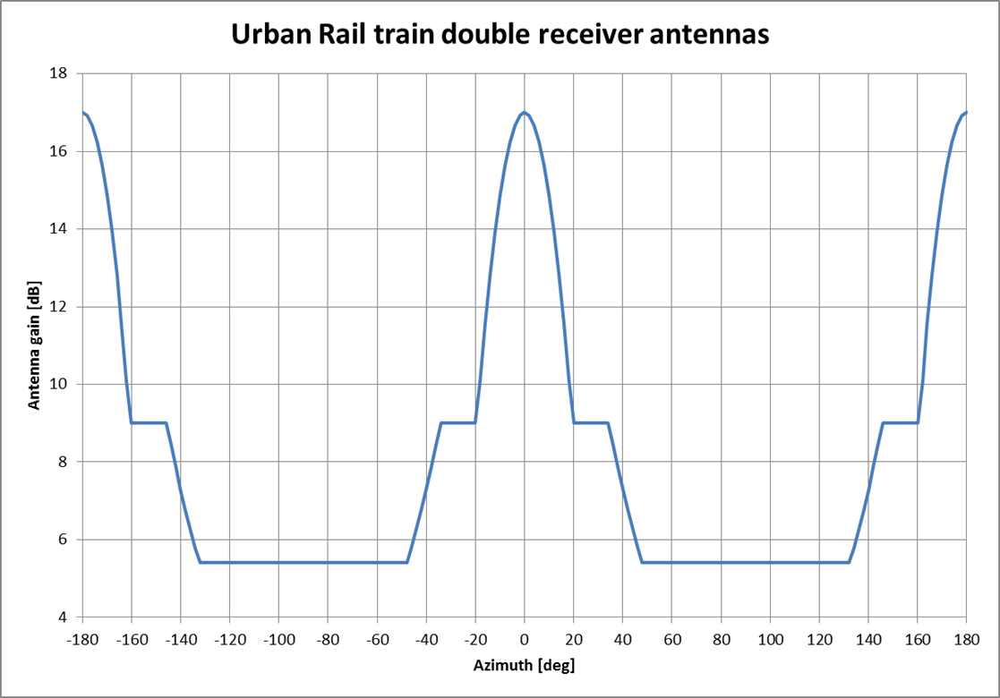 Urban Rail train double receiver antennas
18
16
14
12
10
8
6
4
Antenna gain [dB]
-180 -160 -140 -120 -100 -80 -60 -40 -20 0 20 40 60 80 100 120 140 160 180
Azimuth [deg]